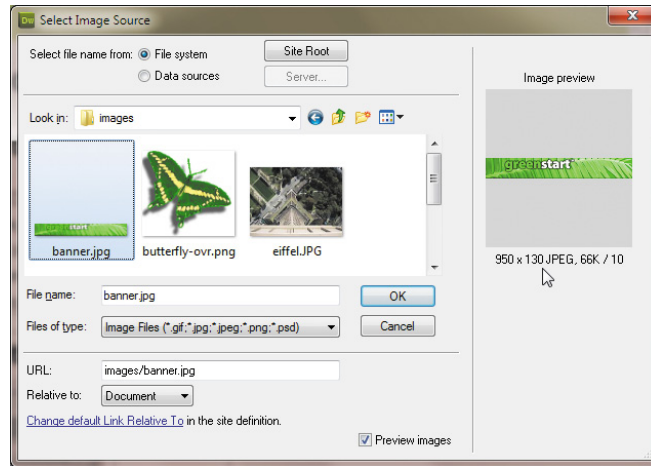 Dw Select Image Source
Select file name from: File system Site Root
Data sources Server...
Look in: images
banner.jpg butterfly-ovr.png eiffel.JPG
File name: banner.jpg OK
Files of type: Image Files (*.gif;*.jpg;*.jpeg;*.png;*.psd) Cancel
URL: images/banner.jpg
Relative to: Document
Change default Link Relative To in the site definition.
Preview images
Image preview
greenstart
950 x 130 JPEG, 66K / 10